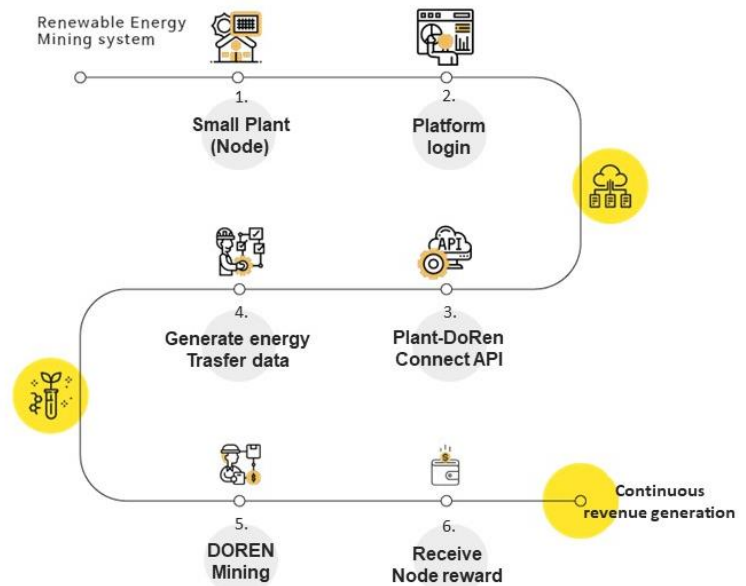 Renewable Energy
Mining system
1.
Small Plant
(Node)
2.
Platform
login
API
3.
Plant-DoRen
Connect API
4.
Generate energy
Trasfer data
5.
DOREN
Mining
6.
Receive
Node reward
Continuous
revenue generation